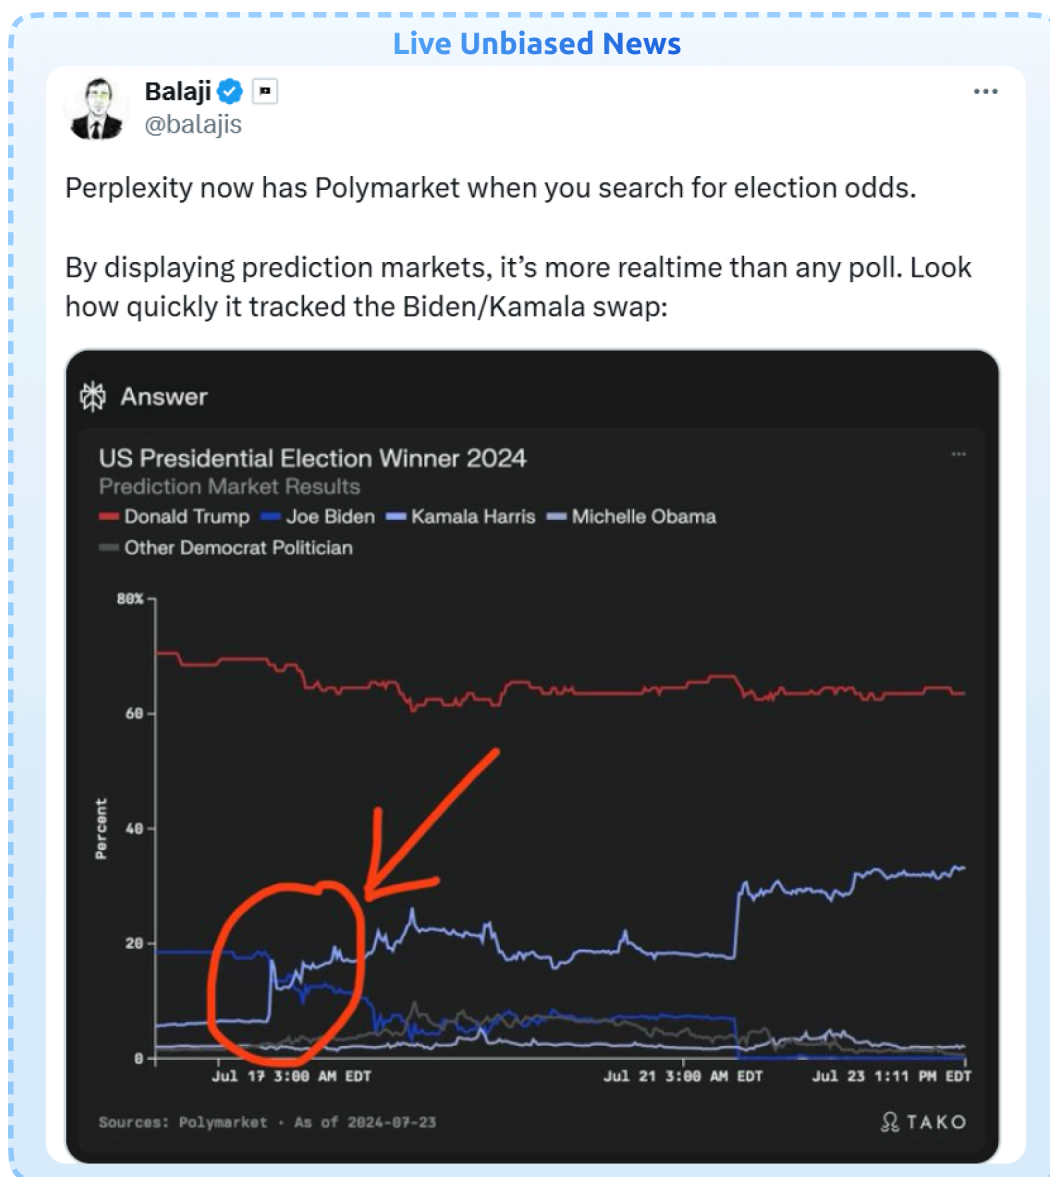 Live Unbiased News
Balaji
@balajis
Perplexity now has Polymarket when you search for election odds.
By displaying prediction markets, it’s more realtime than any poll. Look
how quickly it tracked the Biden/Kamala swap:
Answer
US Presidential Election Winner 2024
Prediction Market Results
Donald Trump Joe Biden Kamala Harris Michelle Obama
Other Democrat Politician
80%
60
40
20
0
Percent
Jul 17 3:00 AM EDT Jul 21 3:00 AM EDT Jul 23 1:11 PM EDT
Sources: Polymarket · As of 2024-07-23
TAKO